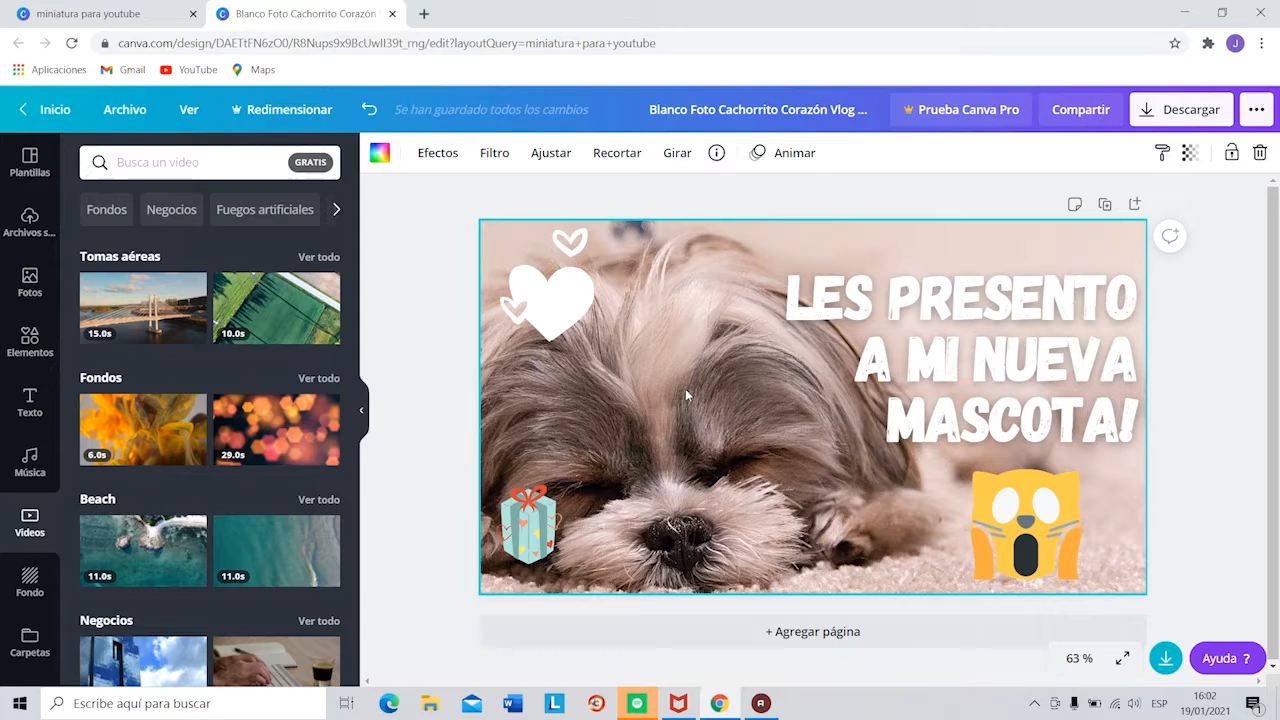 miniatura para youtube
Blanco Foto Cachorrito Corazón
canva.com/design/DAETtFN6zO0/R8Nups9x9BcUwlI39t_mg/edit?layoutQuery=miniatura+para+youtube
J
Aplicaciones
Gmail
YouTube
Maps
Inicio
Archivo
Ver
Redimensionar
Se han guardado todos los cambios
Blanco Foto Cachorrito Corazón Vlog ...
Prueba Canva Pro
Compartir
Descargar
Plantillas
Archivos s...
Fotos
Elementos
Texto
Música
Videos
Fondo
Carpetas
Busca un video
GRATIS
Fondos
Negocios
Fuegos artificiales
Tomas aéreas
Ver todo
15.0s
10.0s
Fondos
Ver todo
6.0s
29.0s
Beach
Ver todo
11.0s
11.0s
Negocios
Ver todo
Efectos
Filtro
Ajustar
Recortar
Girar
Animar
LES PRESENTO
A MI NUEVA
MASCOTA!
+ Agregar página
63 %
Ayuda ?
Escribe aquí para buscar
ESP
16:02
19/01/2021